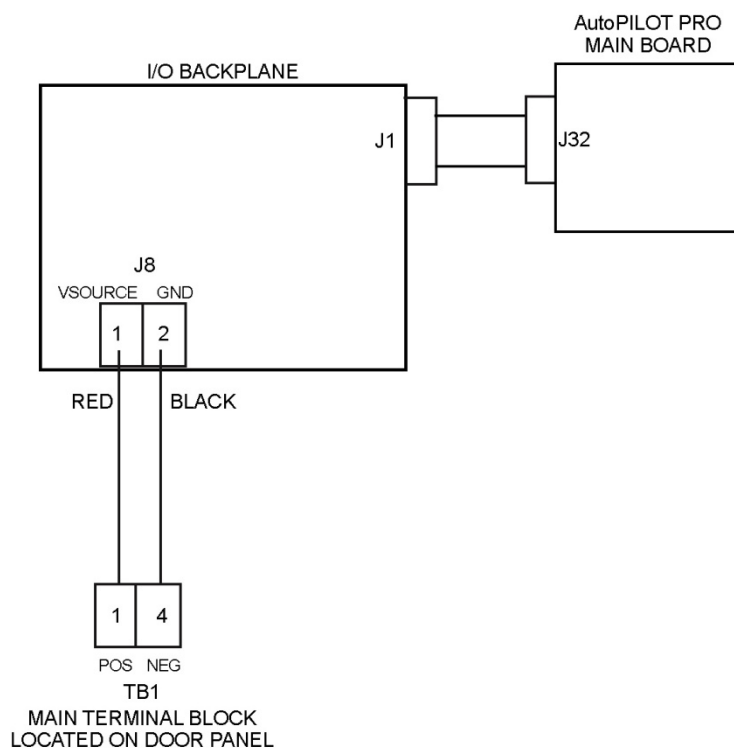 AutoPILOT PRO
MAIN BOARD
I/O BACKPLANE
J1
J32
J8
VSOURCE GND
1 2
RED BLACK
1 4
POS NEG
TB1
MAIN TERMINAL BLOCK
LOCATED ON DOOR PANEL